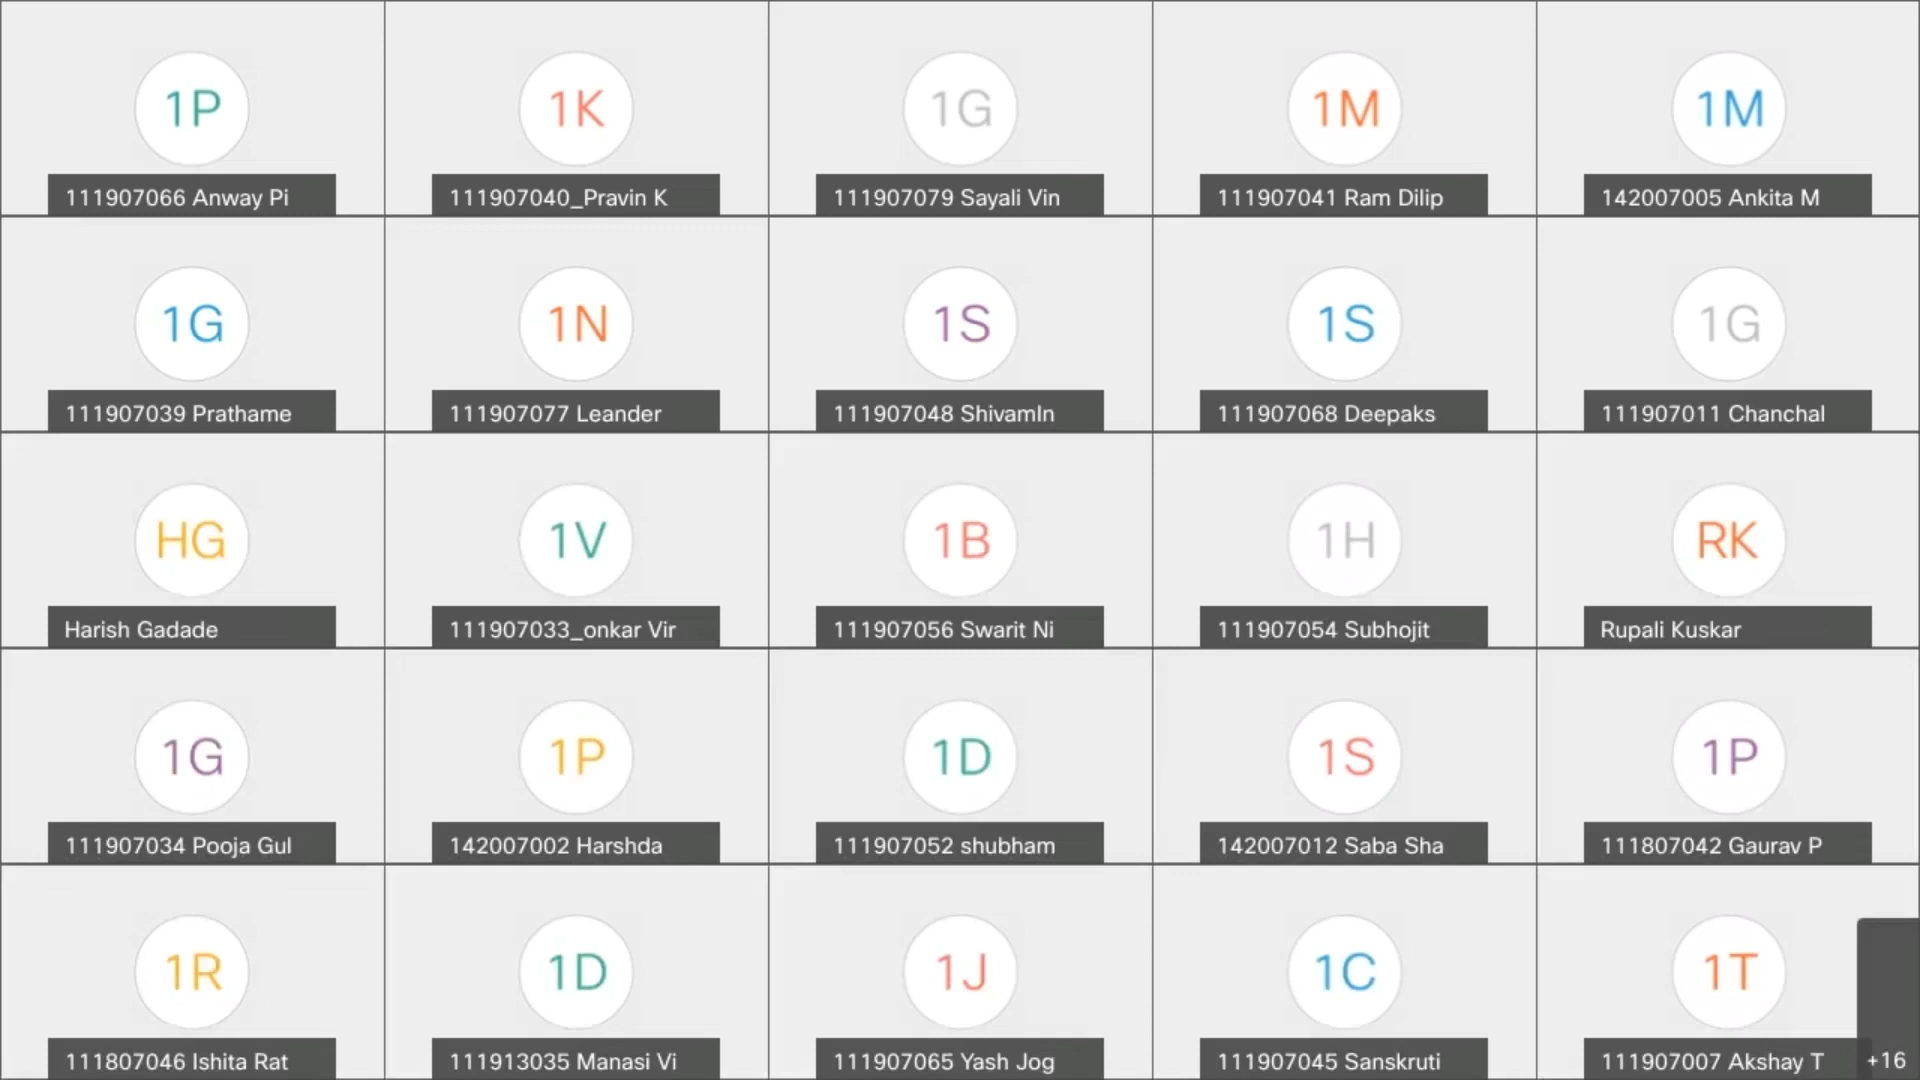 1P
1K
1G
1M
1M
111907066 Anway Pi
111907040_Pravin K
111907079 Sayali Vin
111907041 Ram Dilip
142007005 Ankita M
1G
1N
1S
1S
1G
111907039 Prathame
111907077 Leander
111907048 ShivamIn
111907068 Deepaks
111907011 Chanchal
HG
1V
1B
1H
RK
Harish Gadade
111907033_onkar Vir
111907056 Swarit Ni
111907054 Subhojit
Rupali Kuskar
1G
1P
1D
1S
1P
111907034 Pooja Gul
142007002 Harshda
111907052 shubham
142007012 Saba Sha
111807042 Gaurav P
1R
1D
1J
1C
1T
111807046 Ishita Rat
111913035 Manasi Vi
111907065 Yash Jog
111907045 Sanskruti
111907007 Akshay T
+16